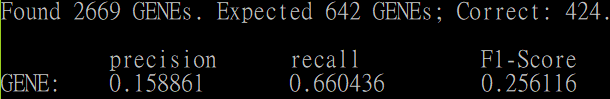 Found 2669 GENEs. Expected 642 GENEs; Correct: 424.
precision recall F1-Score
GENE: 0.158861 0.660436 0.256116